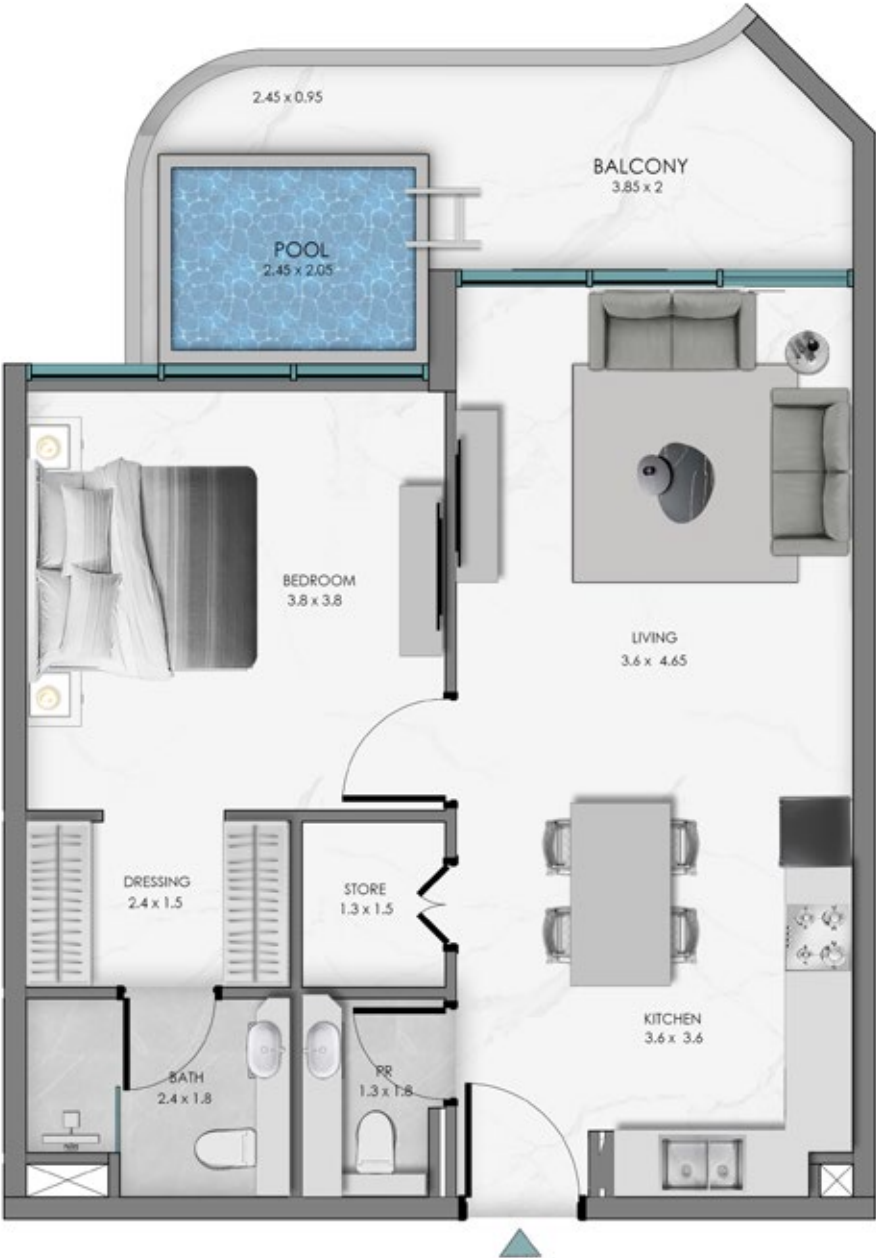 2.45 x 0.95
BALCONY
3.85 x 2
POOL
2.45 x 2.05
BEDROOM
3.8 x 3.8
LIVING
3.6 x 4.65
DRESSING
2.4 x 1.5
STORE
1.3 x 1.5
KITCHEN
3.6 x 3.6
BATH
2.4 x 1.8
PR
1.3 x 1.8